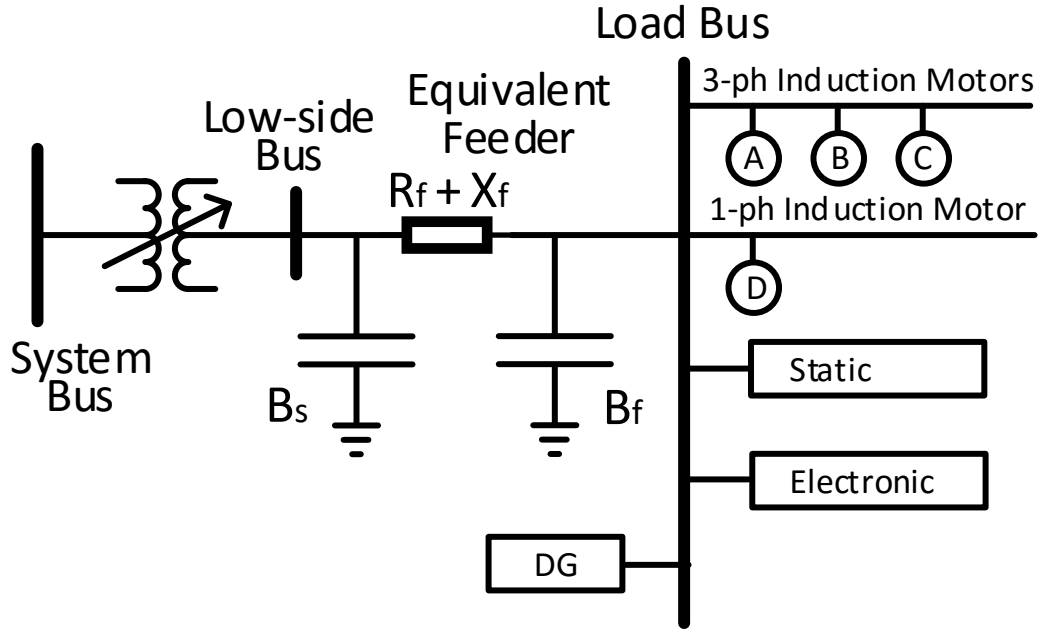 Load Bus
Equivalent
Feeder
Rf + Xf
Low-side
Bus
System
Bus
Bs
Bf
3-ph Induction Motors
A
B
C
1-ph Induction Motor
D
Static
Electronic
DG